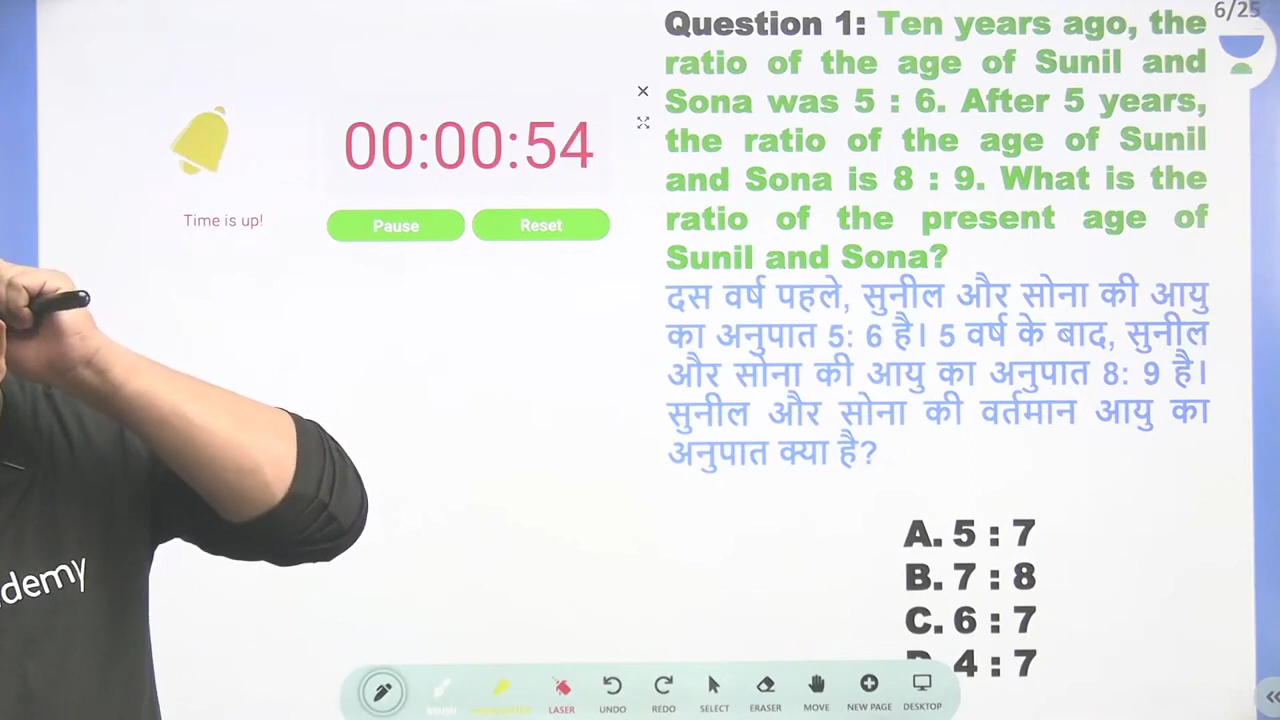 6/25
Question 1: Ten years ago, the
ratio of the age of Sunil and
Sona was 5 : 6. After 5 years,
the ratio of the age of Sunil
and Sona is 8 : 9. What is the
ratio of the present age of
Sunil and Sona?
दस वर्ष पहले, सुनील और सोना की आयु
का अनुपात 5: 6 है। 5 वर्ष के बाद, सुनील
और सोना की आयु का अनुपात 8: 9 है।
सुनील और सोना की वर्तमान आयु का
अनुपात क्या है?
A. 5 : 7
B. 7 : 8
C. 6 : 7
D. 4 : 7
00:00:54
Time is up!
Pause Reset
demy
LASER UNDO REDO SELECT ERASER MOVE NEW PAGE DESKTOP